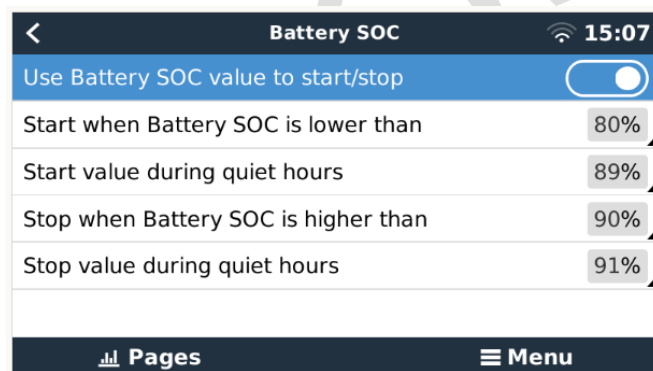 Battery SOC 15:07
Use Battery SOC value to start/stop
Start when Battery SOC is lower than 80%
Start value during quiet hours 89%
Stop when Battery SOC is higher than 90%
Stop value during quiet hours 91%
Pages Menu